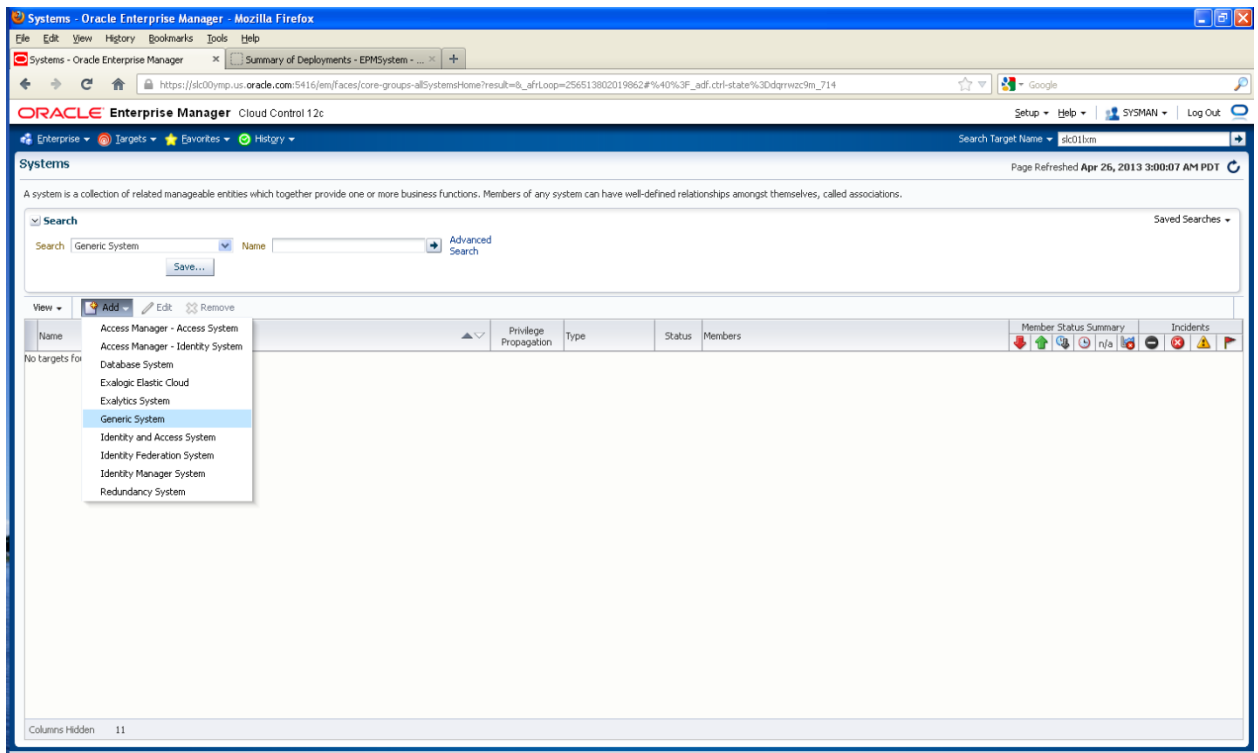 Systems - Oracle Enterprise Manager - Mozilla Firefox
File Edit View History Bookmarks Tools Help
Systems - Oracle Enterprise Manager × Summary of Deployments - EPMSystem - ... × +
https://slc00ymp.us.oracle.com:5416/em/faces/core-groups-allSystemsHome?result=&_afrLoop=256513802019862#%40%3F_adf.ctrl-state%3Ddqrrwzc9m_714
Google
ORACLE Enterprise Manager Cloud Control 12c
Setup Help SYSMAN Log Out
Enterprise Targets Favorites History
Search Target Name slc01lxm
Systems
Page Refreshed Apr 26, 2013 3:00:07 AM PDT
A system is a collection of related manageable entities which together provide one or more business functions. Members of any system can have well-defined relationships amongst themselves, called associations.
Search
Saved Searches
Search Generic System Name Advanced Search
Save...
View Add Edit Remove
Name Privilege Propagation Type Status Members Member Status Summary Incidents
n/a
No targets fou
Access Manager - Access System
Access Manager - Identity System
Database System
Exalogic Elastic Cloud
Exalytics System
Generic System
Identity and Access System
Identity Federation System
Identity Manager System
Redundancy System
Columns Hidden 11